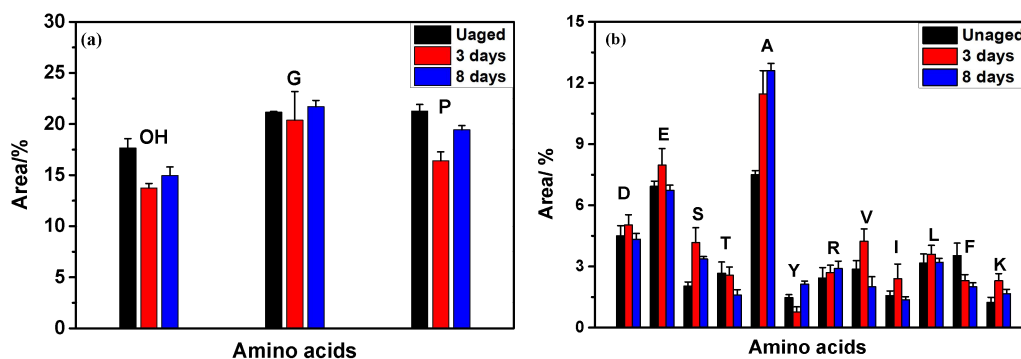 (a)
Uaged
3 days
8 days
OH
G
P
30
25
20
15
10
5
0
Area/%
Amino acids
(b)
Unaged
3 days
8 days
D
E
S
T
A
Y
R
V
I
L
F
K
15
12
9
6
3
0
Area/ %
Amino acids